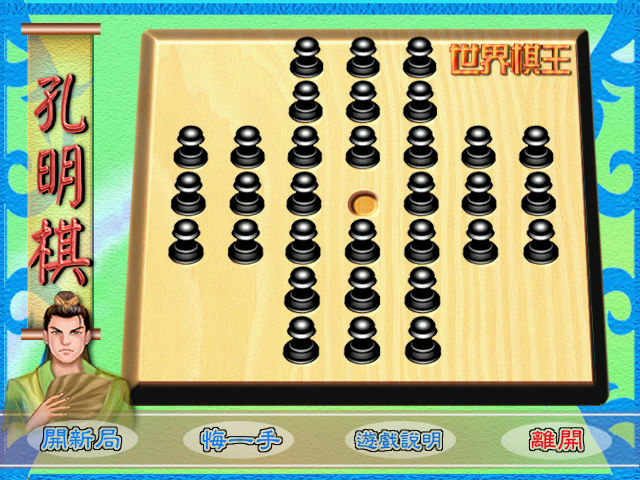 孔明棋
世界棋王
開新局
悔一手
遊戲說明
離開